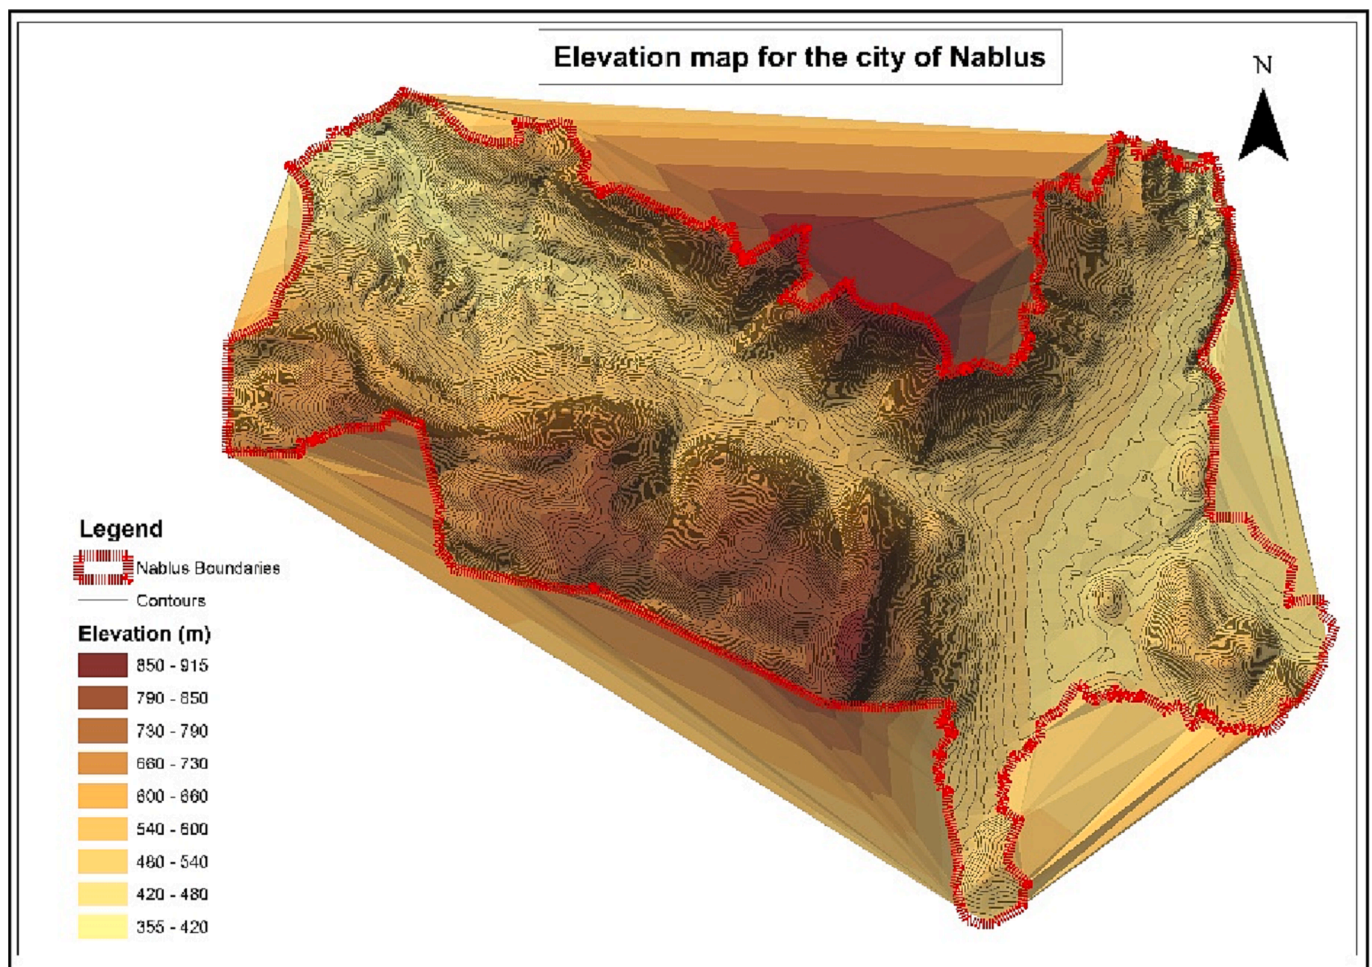 Elevation map for the city of Nablus
N
Legend
Nablus Boundaries
Contours
Elevation (m)
850 - 915
790 - 850
730 - 790
660 - 730
600 - 660
540 - 600
480 - 540
420 - 480
355 - 420